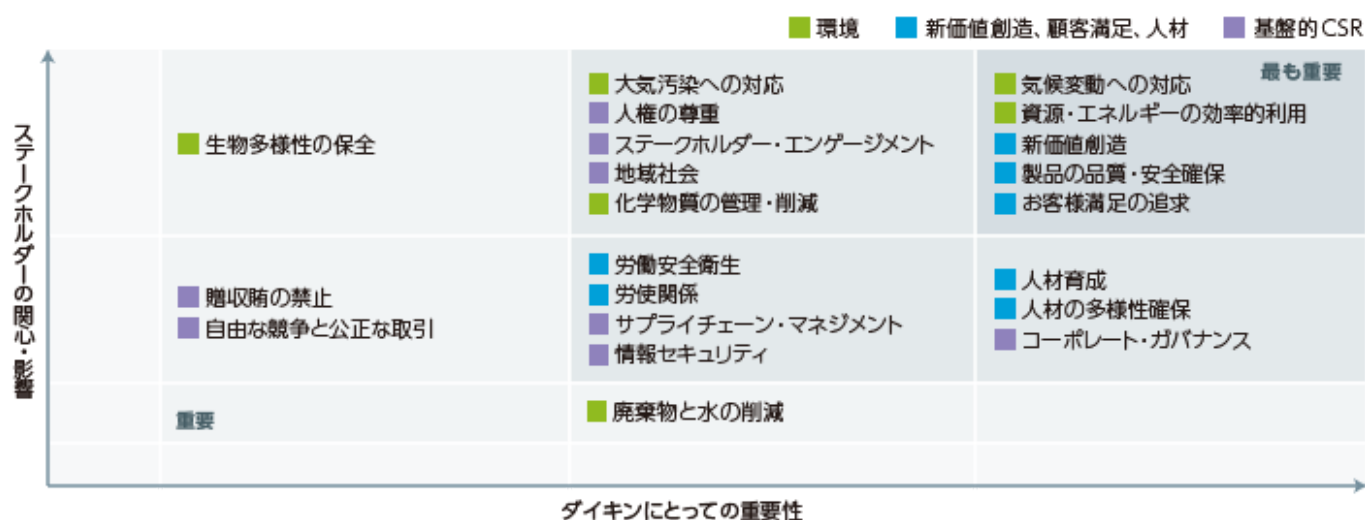 環境
新価値創造、顧客満足、人材
基盤的CSR
最も重要
ステークホルダーの関心・影響
生物多様性の保全
大気汚染への対応
人権の尊重
ステークホルダー・エンゲージメント
地域社会
化学物質の管理・削減
気候変動への対応
資源・エネルギーの効率的利用
新価値創造
製品の品質・安全確保
お客様満足の追求
贈収賄の禁止
自由な競争と公正な取引
労働安全衛生
労使関係
サプライチェーン・マネジメント
情報セキュリティ
人材育成
人材の多様性確保
コーポレート・ガバナンス
重要
廃棄物と水の削減
ダイキンにとっての重要性